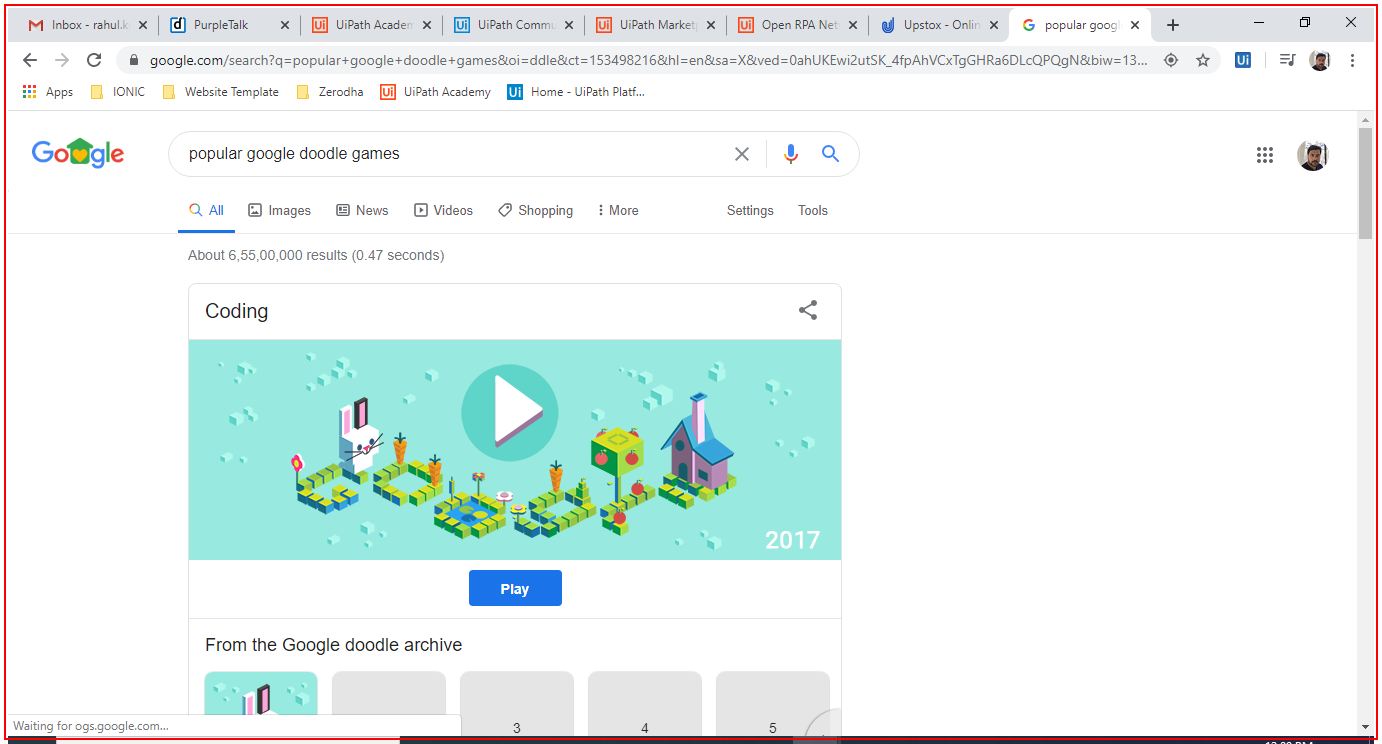 Inbox - rahul.k PurpleTalk UiPath Academ UiPath Commu UiPath Marketp Open RPA Net Upstox - Onlin popular googl
google.com/search?q=popular+google+doodle+games&oi=ddle&ct=153498216&hl=en&sa=X&ved=0ahUKEwi2utSK_4fpAhVCxTgGHRa6DLcQPQgN&biw=13...
Apps IONIC Website Template Zerodha UiPath Academy Home - UiPath Platf...
Google popular google doodle games
All Images News Videos Shopping More Settings Tools
About 6,55,00,000 results (0.47 seconds)
Coding
2017
Play
From the Google doodle archive
3 4 5
Waiting for ogs.google.com...